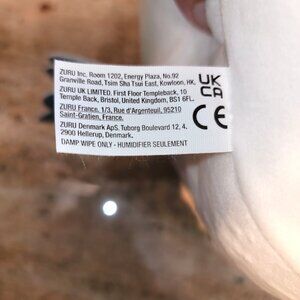 ZURU Inc. Room 1202, Energy Plaza, No.92
Granville Road, Tsim Sha Tsui East, Kowloon, HK.
ZURU UK LIMITED. First Floor Templeback, 10
Temple Back, Bristol, United Kingdom, BS1 6FL.
ZURU France. 1/3, Rue d'Argenteuil, 95210
Saint-Gratien, France.
ZURU Denmark ApS. Tuborg Boulevard 12, 4,
2900 Hellerup, Denmark.
DAMP WIPE ONLY - HUMIDIFIER SEULEMENT
UK
CA
CE